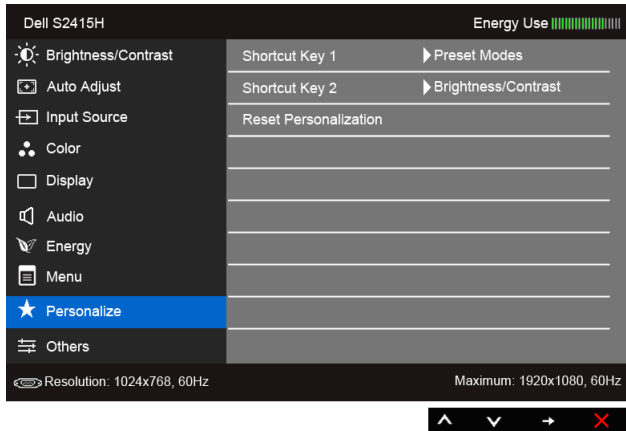 Dell S2415H Energy Use
Brightness/Contrast Shortcut Key 1 Preset Modes
Auto Adjust Shortcut Key 2 Brightness/Contrast
Input Source Reset Personalization
Color
Display
Audio
Energy
Menu
Personalize
Others
Resolution: 1024x768, 60Hz Maximum: 1920x1080, 60Hz